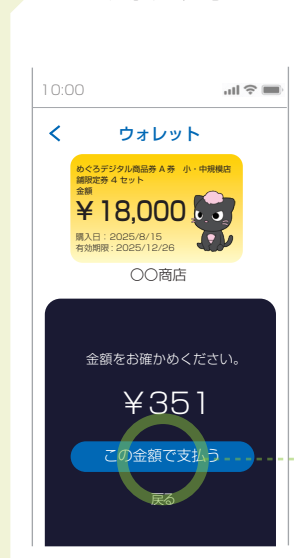 10:00
ウォレット
めぐろデジタル商品券 A 券　小・中規模店
舗限定券 4 セット
金額
¥ 18,000
購入日：2025/8/15
有効期限：2025/12/26
〇〇商店
金額をお確かめください。
¥351
この金額で支払う
戻る